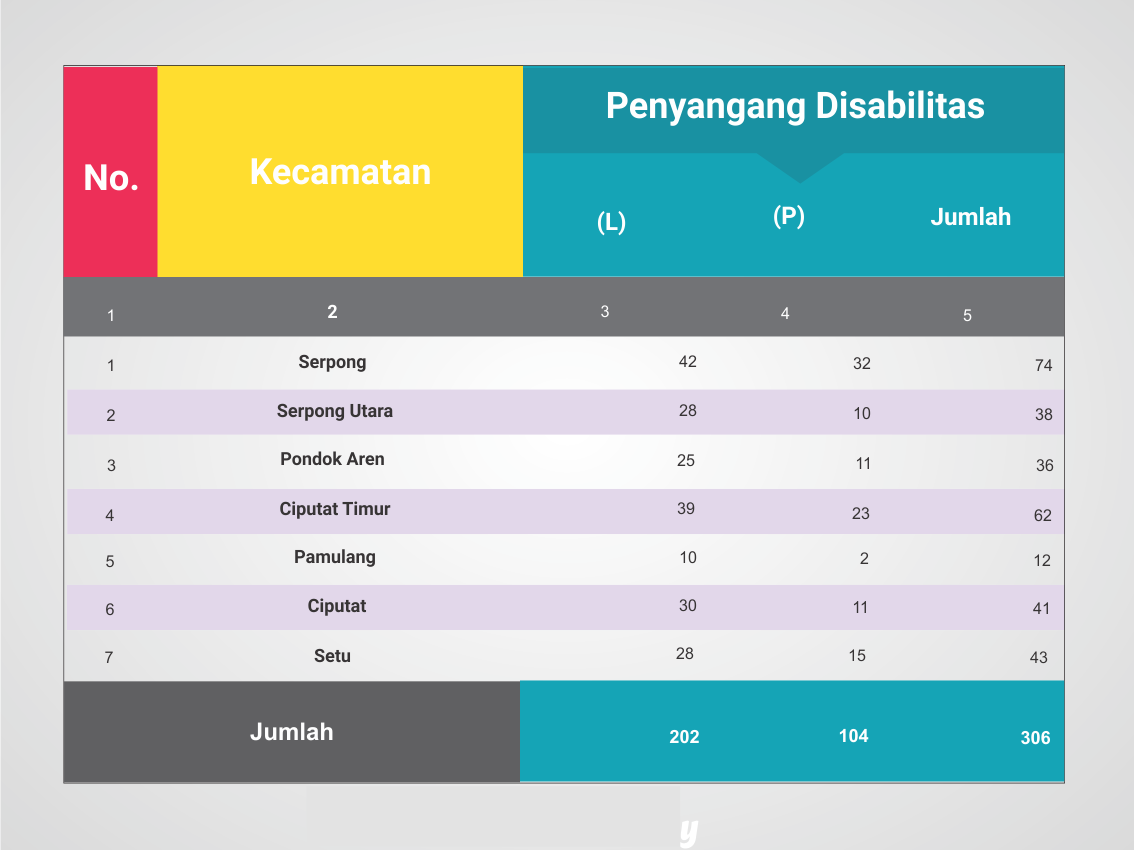 No. Kecamatan Penyangang Disabilitas
(L) (P) Jumlah
1 2 3 4 5
1 Serpong 42 32 74
2 Serpong Utara 28 10 38
3 Pondok Aren 25 11 36
4 Ciputat Timur 39 23 62
5 Pamulang 10 2 12
6 Ciputat 30 11 41
7 Setu 28 15 43
Jumlah 202 104 306
y